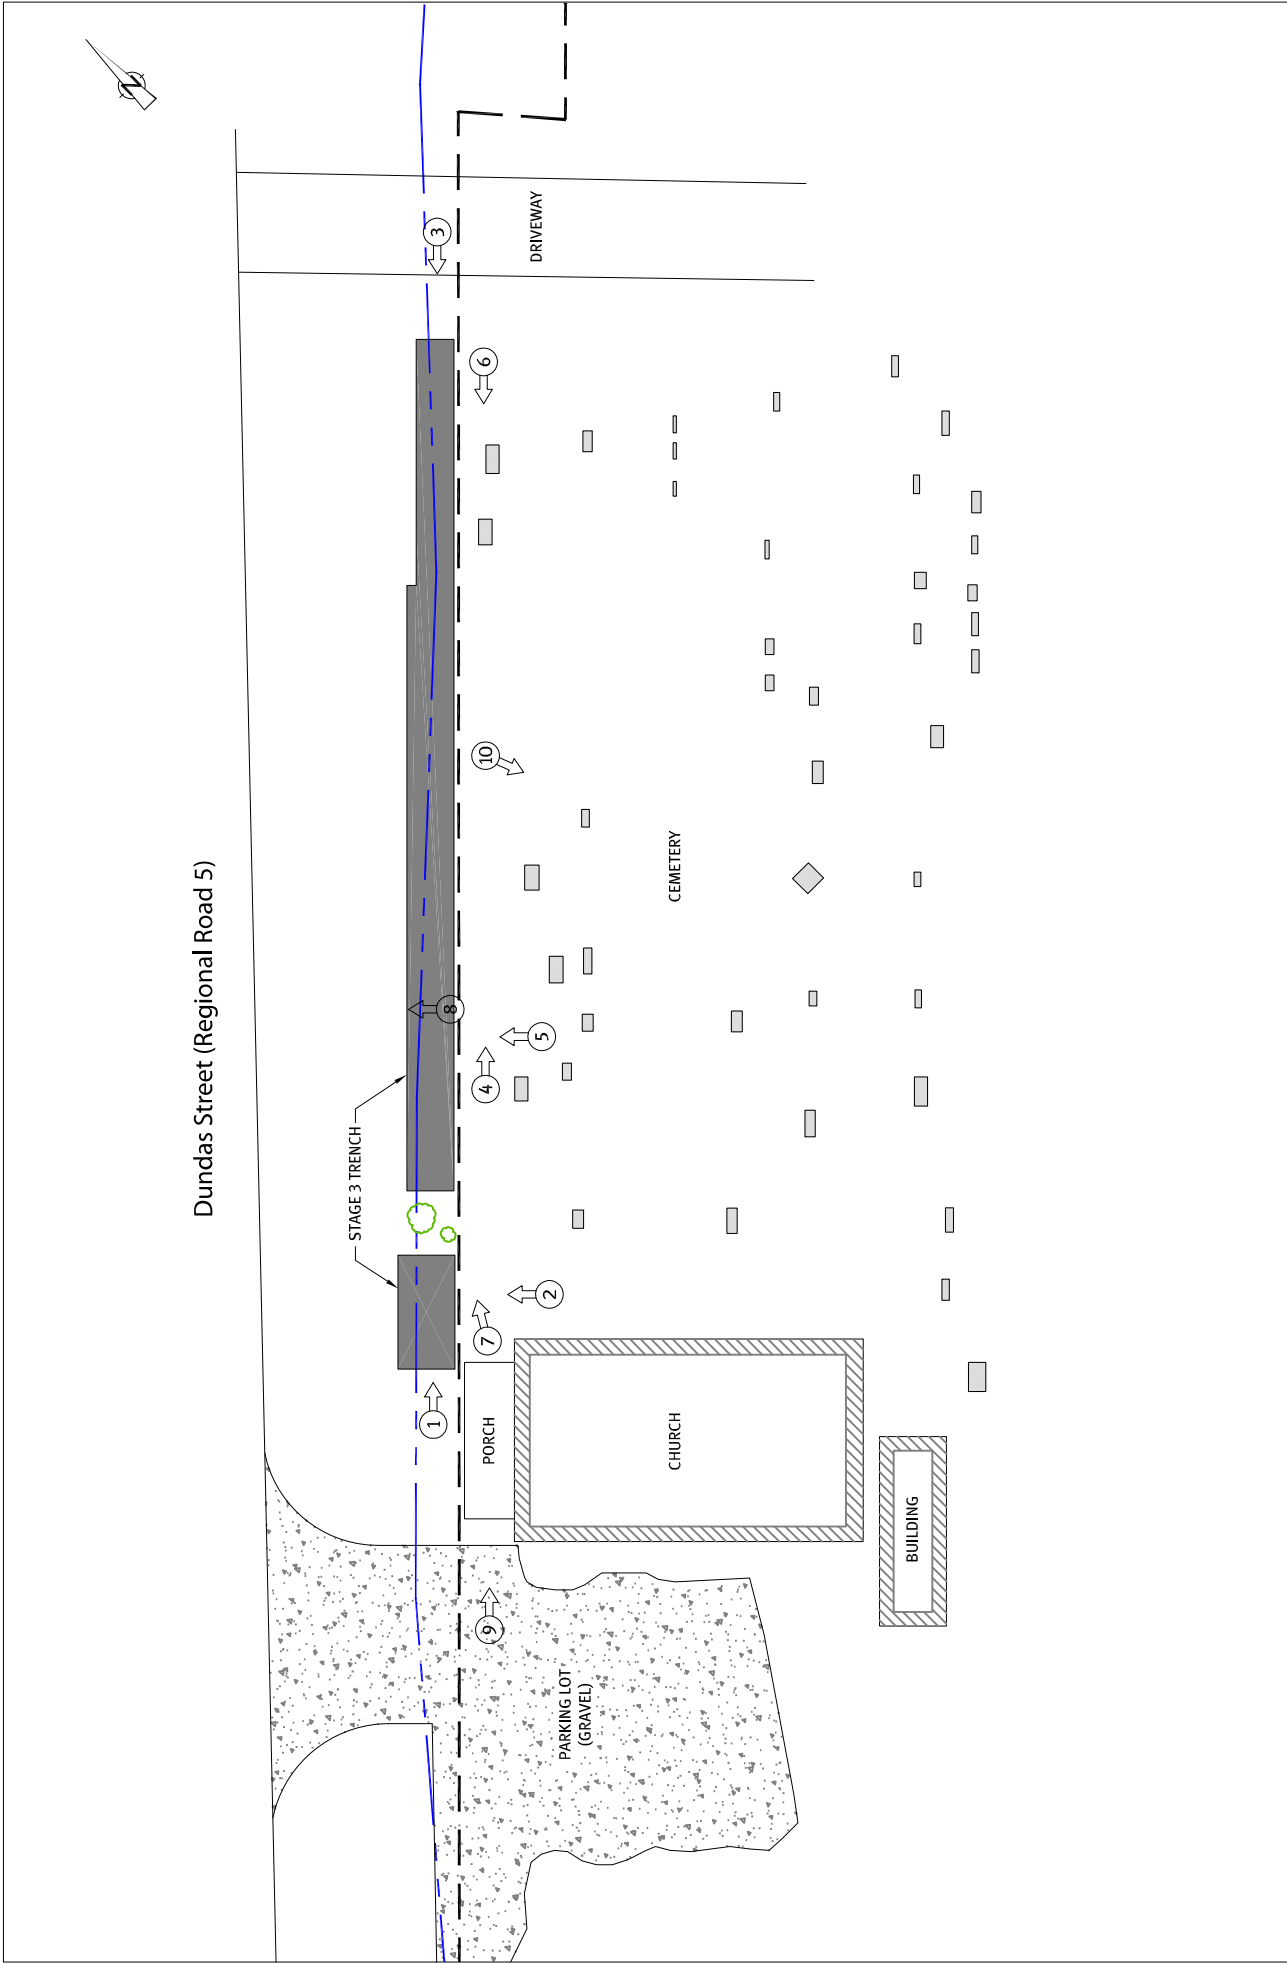 Dundas Street (Regional Road 5)
STAGE 3 TRENCH
PARKING LOT
(GRAVEL)
PORCH
CHURCH
BUILDING
CEMETERY
DRIVEWAY
N
1
2
3
4
5
6
7
8
9
10